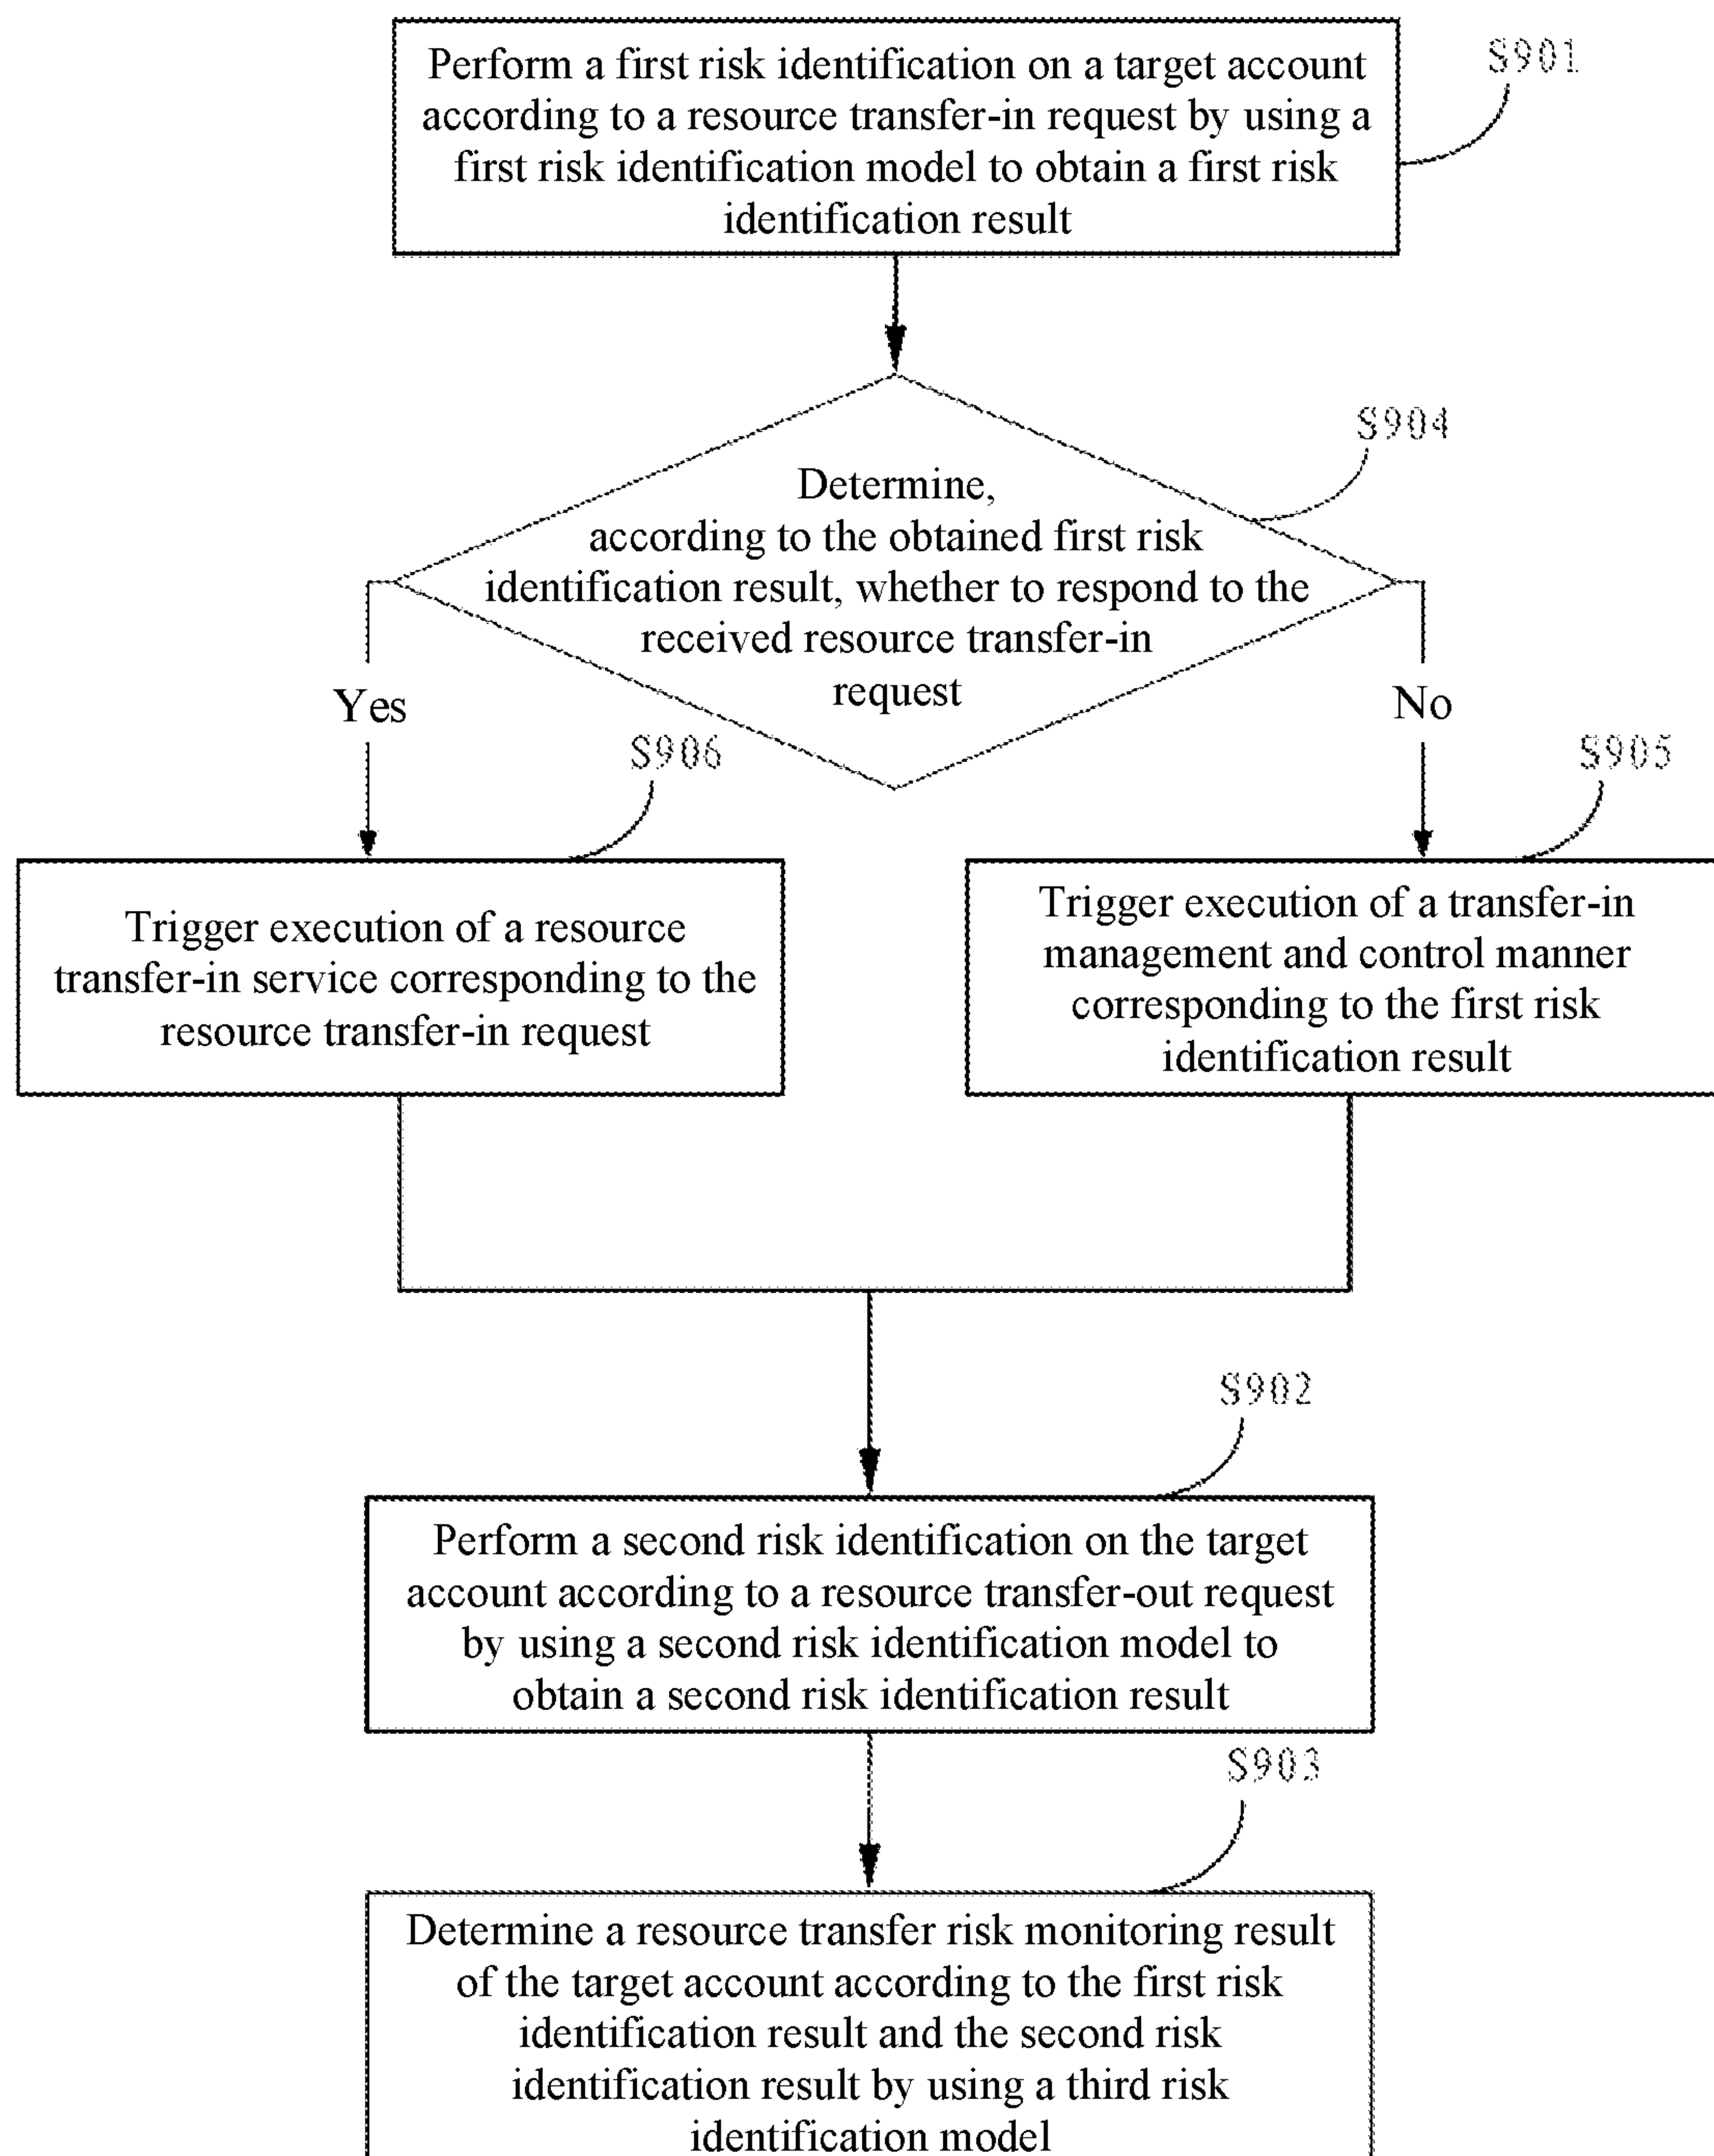 Perform a first risk identification on a target account
according to a resource transfer-in request by using a
first risk identification model to obtain a first risk
identification result
S901
S904
Determine,
according to the obtained first risk
identification result, whether to respond to the
received resource transfer-in
request
Yes
No
S906
S905
Trigger execution of a resource
transfer-in service corresponding to the
resource transfer-in request
Trigger execution of a transfer-in
management and control manner
corresponding to the first risk
identification result
S902
Perform a second risk identification on the target
account according to a resource transfer-out request
by using a second risk identification model to
obtain a second risk identification result
S903
Determine a resource transfer risk monitoring result
of the target account according to the first risk
identification result and the second risk
identification result by using a third risk
identification model